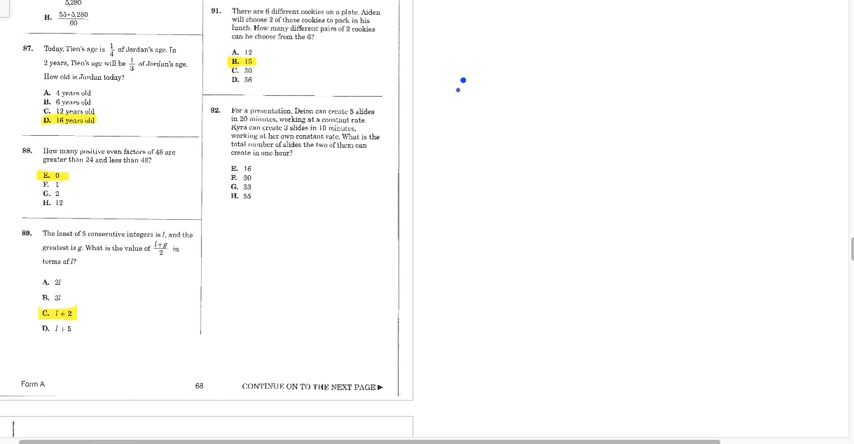 5,280
H. 55•5,280
60
87. Today, Tien's age is 1/4 of Jordan's age. In
2 years, Tien's age will be 1/3 of Jordan's age.
How old is Jordan today?
A. 4 years old
B. 6 years old
C. 12 years old
D. 16 years old
88. How many positive even factors of 48 are
greater than 24 and less than 48?
E. 0
F. 1
G. 2
H. 12
89. The least of 5 consecutive integers is l, and the
greatest is g. What is the value of l+g/2 in
terms of l?
A. 2l
B. 3l
C. l + 2
D. l + 5
91. There are 6 different cookies on a plate. Aiden
will choose 2 of these cookies to pack in his
lunch. How many different pairs of 2 cookies
can he choose from the 6?
A. 12
B. 15
C. 30
D. 36
92. For a presentation, Deion can create 5 slides
in 20 minutes, working at a constant rate.
Kyra can create 3 slides in 10 minutes,
working at her own constant rate. What is the
total number of slides the two of them can
create in one hour?
E. 16
F. 30
G. 33
H. 55
Form A
68
CONTINUE ON TO THE NEXT PAGE ▶